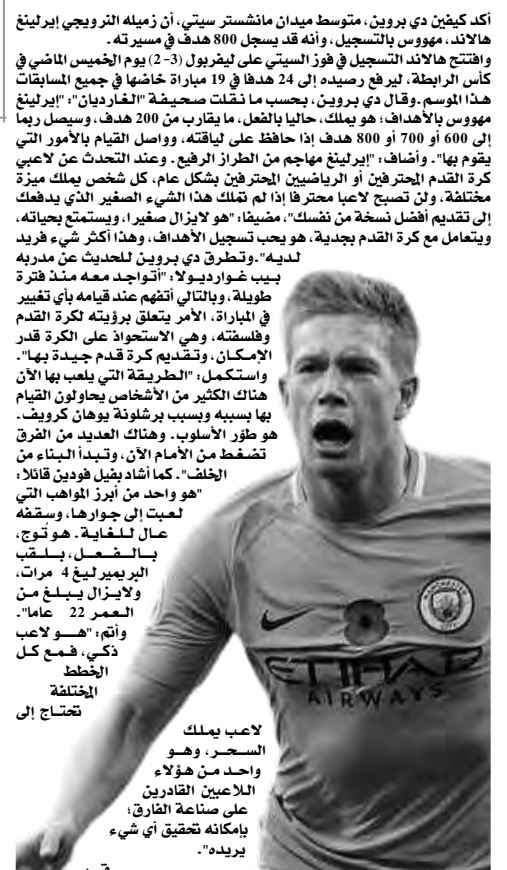 أكد كيفين دي بروين، متوسط ميدان مانشستر سيتي، أن زميله النرويجي إيرلينغ
هالاند، مهووس بالتسجيل، وأنه قد يسجل 800 هدف في مسيرته.
وافتتح هالاند التسجيل في فوز السيتي على ليفربول (3-2) يوم الخميس الماضي في
كأس الرابطة، ليرفع رصيده إلى 24 هدفا في 19 مباراة خاضها في جميع المسابقات
هذا الموسم.وقال دي بروين، بحسب ما نقلت صحيفة "الغارديان": "إيرلينغ
مهووس بالأهداف؛ هو يملك، حاليا بالفعل، ما يقارب من 200 هدف، وسيصل ربما
إلى 600 أو 700 أو 800 هدف إذا حافظ على لياقته، وواصل القيام بالأمور التي
يقوم بها". وأضاف: "إيرلينغ مهاجم من الطراز الرفيع. وعند التحدث عن لاعبي
كرة القدم المحترفين أو الرياضيين المحترفين بشكل عام، كل شخص يملك ميزة
مختلفة، ولن تصبح لاعبا محترفا إذا لم تملك هذا الشيء الصغير الذي يدفعك
إلى تقديم أفضل نسخة من نفسك"، مضيفا: "هو لايزال صغيرا، ويستمتع بحياته،
ويتعامل مع كرة القدم بجدية، هو يحب تسجيل الأهداف، وهذا أكثر شيء فريد
لديه".وتطرق دي بروين للحديث عن مدربه
بيب غوارديولا: "أتواجد معه منذ فترة
طويلة، وبالتالي أتفهم عند قيامه بأي تغيير
في المباراة، الأمر يتعلق برؤيته لكرة القدم
وفلسفته، وهي الاستحواذ على الكرة قدر
الإمكان، وتقديم كرة قدم جيدة بها".
واستكمل: "الطريقة التي يلعب بها الآن
هناك الكثير من الأشخاص يحاولون القيام
بها بسببه وبسبب برشلونة يوهان كرويف.
هو طوّر الأسلوب. وهناك العديد من الفرق
تضغط من الأمام الآن، وتبدأ البناء من
الخلف". كما أشاد بفيل فودين قائلا:
"هو واحد من أبرز المواهب التي
لعبت إلى جوارها، وسقفه
عال للغاية. هو تُوج،
بالفعل، بلقب
البريميرليغ 4 مرات،
ولايزال يبلغ من
العمر 22 عاما".
وأتم: "هو لاعب
ذكي، فمع كل
الخطط
المختلفة
تحتاج إلى
لاعب يملك
السحر، وهو
واحد من هؤلاء
اللاعبين القادرين
على صناعة الفارق؛
بإمكانه تحقيق أي شيء
يريده".
MANCHESTER
CITY
ETIHAD
AIRWAYS